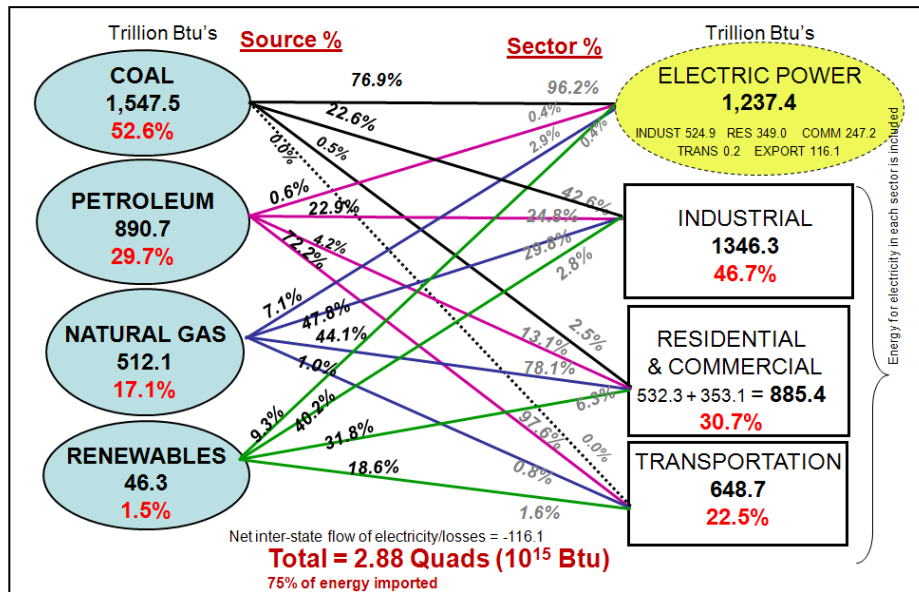 Trillion Btu's
Source %
Sector %
Trillion Btu's
COAL
1,547.5
52.6%
PETROLEUM
890.7
29.7%
NATURAL GAS
512.1
17.1%
RENEWABLES
46.3
1.5%
76.9%
22.6%
0.5%
0.0%
0.6%
22.9%
4.2%
72.2%
7.1%
47.8%
44.1%
1.0%
9.3%
40.2%
31.8%
18.6%
96.2%
0.4%
2.9%
0.4%
42.6%
24.8%
29.8%
2.8%
2.5%
13.1%
78.1%
6.3%
0.0%
97.6%
0.8%
1.6%
ELECTRIC POWER
1,237.4
INDUST 524.9 RES 349.0 COMM 247.2
TRANS 0.2 EXPORT 116.1
INDUSTRIAL
1346.3
46.7%
RESIDENTIAL
& COMMERCIAL
532.3 + 353.1 = 885.4
30.7%
TRANSPORTATION
648.7
22.5%
Energy for electricity in each sector is included
Net inter-state flow of electricity/losses = -116.1
Total = 2.88 Quads (10¹⁵ Btu)
75% of energy imported